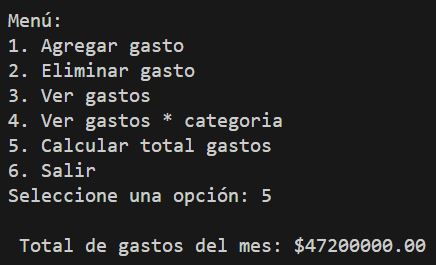 Menú:
1. Agregar gasto
2. Eliminar gasto
3. Ver gastos
4. Ver gastos * categoria
5. Calcular total gastos
6. Salir
Seleccione una opción: 5
Total de gastos del mes: $47200000.00